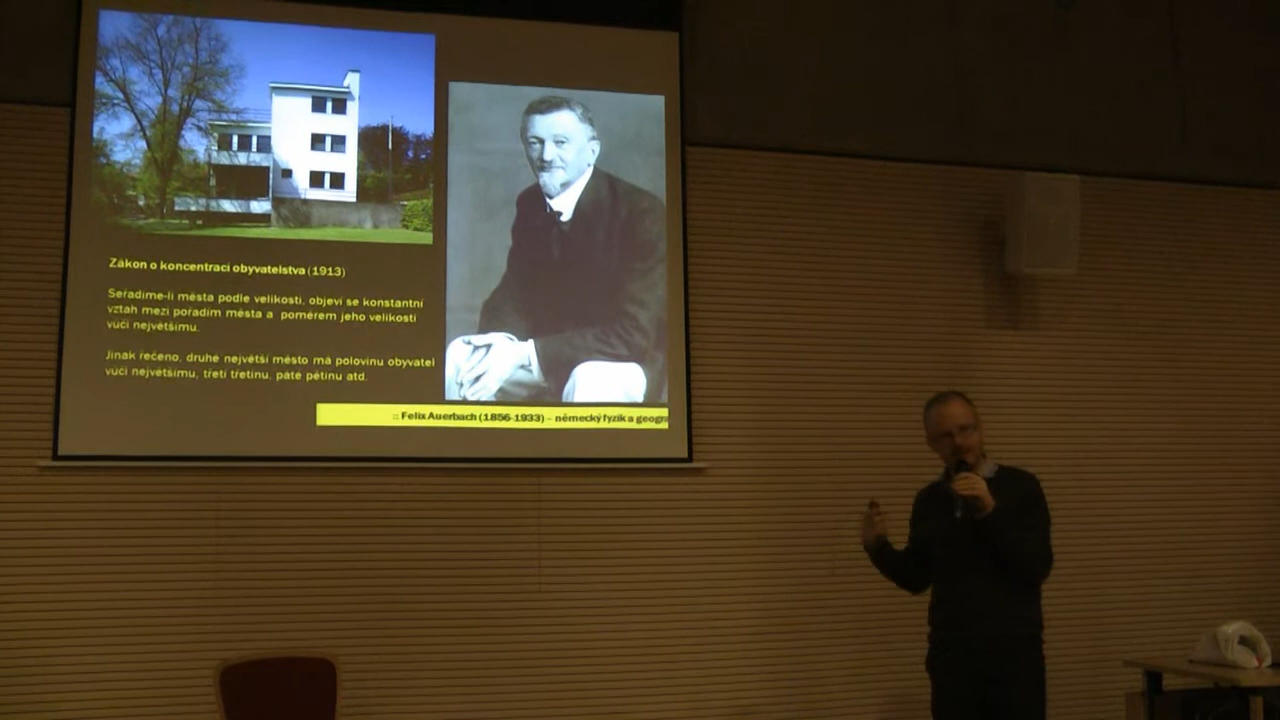 Zákon o koncentraci obyvatelstva (1913)
Seřadíme-li města podle velikosti, objeví se konstantní
vztah mezi pořadím města a poměrem jeho velikosti
vůči největšímu.
Jinak řečeno, druhé největší město má polovinu obyvatel
vůči největšímu, třetí třetinu, páté pětinu atd.
:: Felix Auerbach (1856-1933) – německý fyzik a geogra